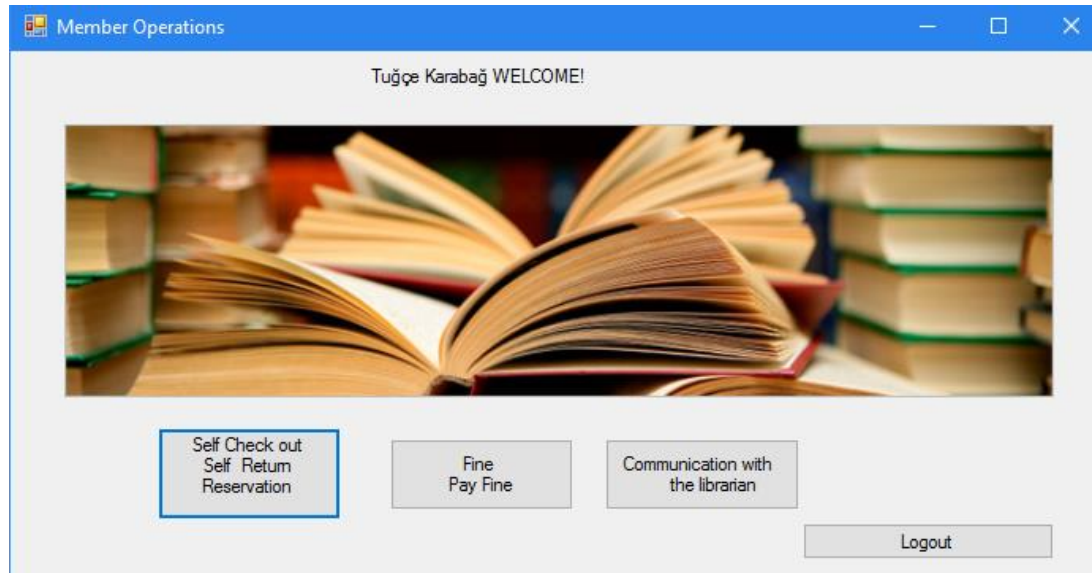 Member Operations
Tuğçe Karabağ WELCOME!
Self Check out
Self Return
Reservation
Fine
Pay Fine
Communication with
the librarian
Logout